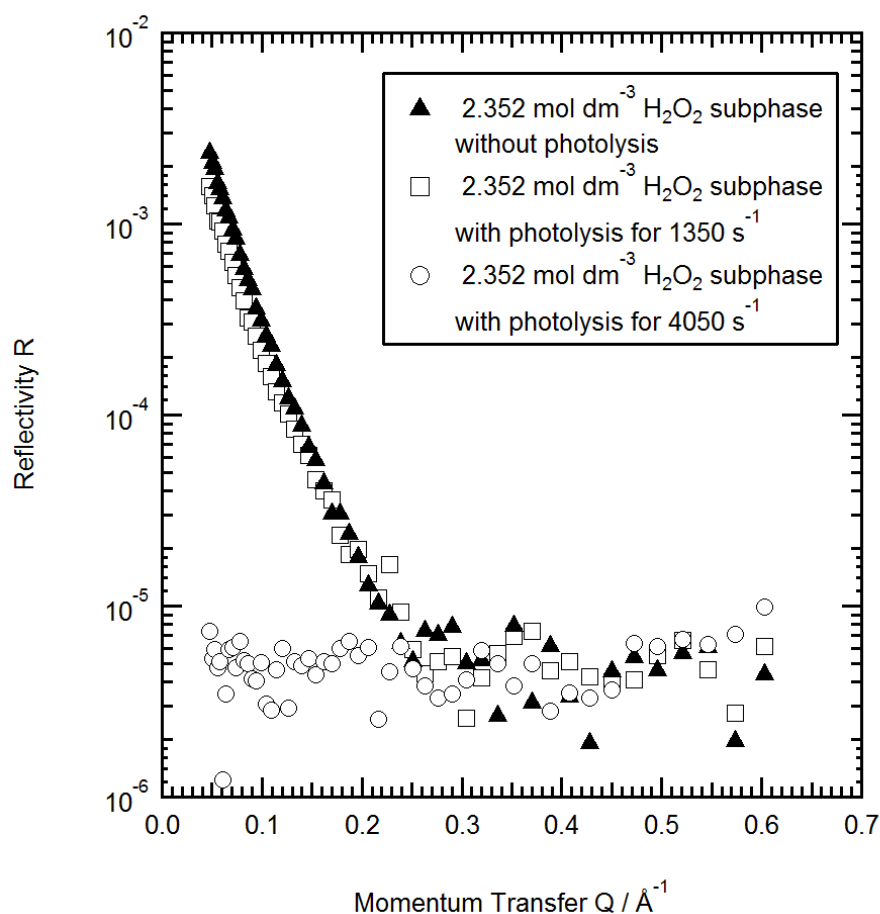 10⁻²
10⁻³
10⁻⁴
10⁻⁵
10⁻⁶
Reflectivity R
2.352 mol dm⁻³ H₂O₂ subphase
without photolysis
2.352 mol dm⁻³ H₂O₂ subphase
with photolysis for 1350 s⁻¹
2.352 mol dm⁻³ H₂O₂ subphase
with photolysis for 4050 s⁻¹
0.0 0.1 0.2 0.3 0.4 0.5 0.6 0.7
Momentum Transfer Q / Å⁻¹